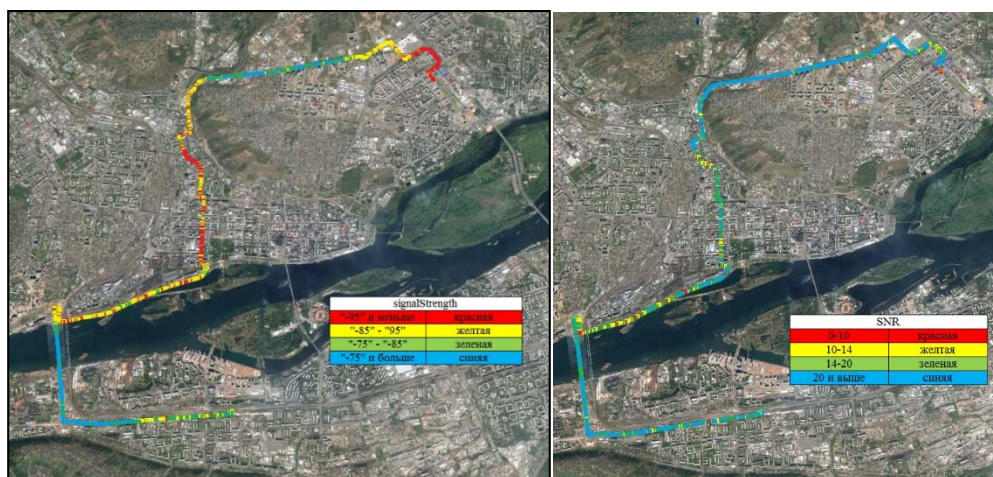 signalStrength
"-95" и меньше красная
"-85" - "95" желтая
"-75" - "-85" зеленая
"-75" и больше синяя
SNR
0-10 красная
10-14 желтая
14-20 зеленая
20 и выше синяя